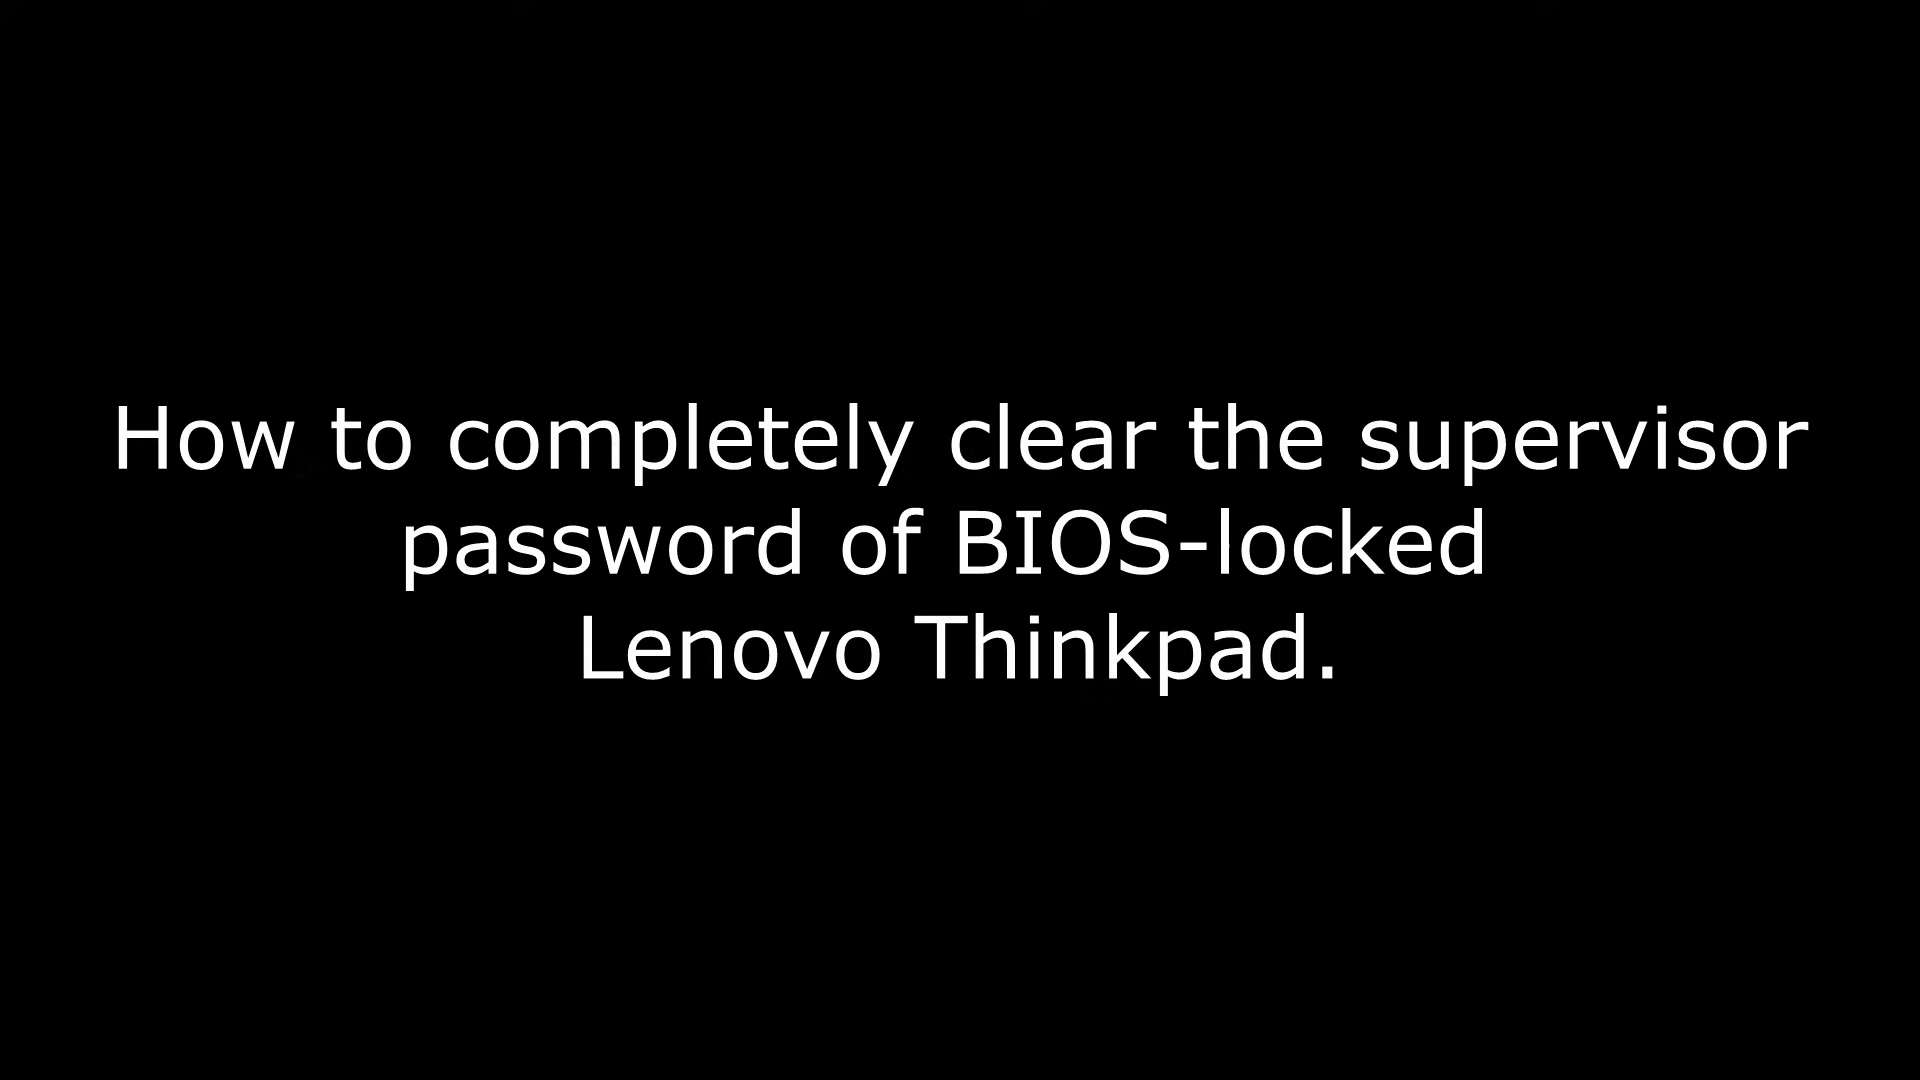 How to completely clear the supervisor
password of BIOS-locked
Lenovo Thinkpad.